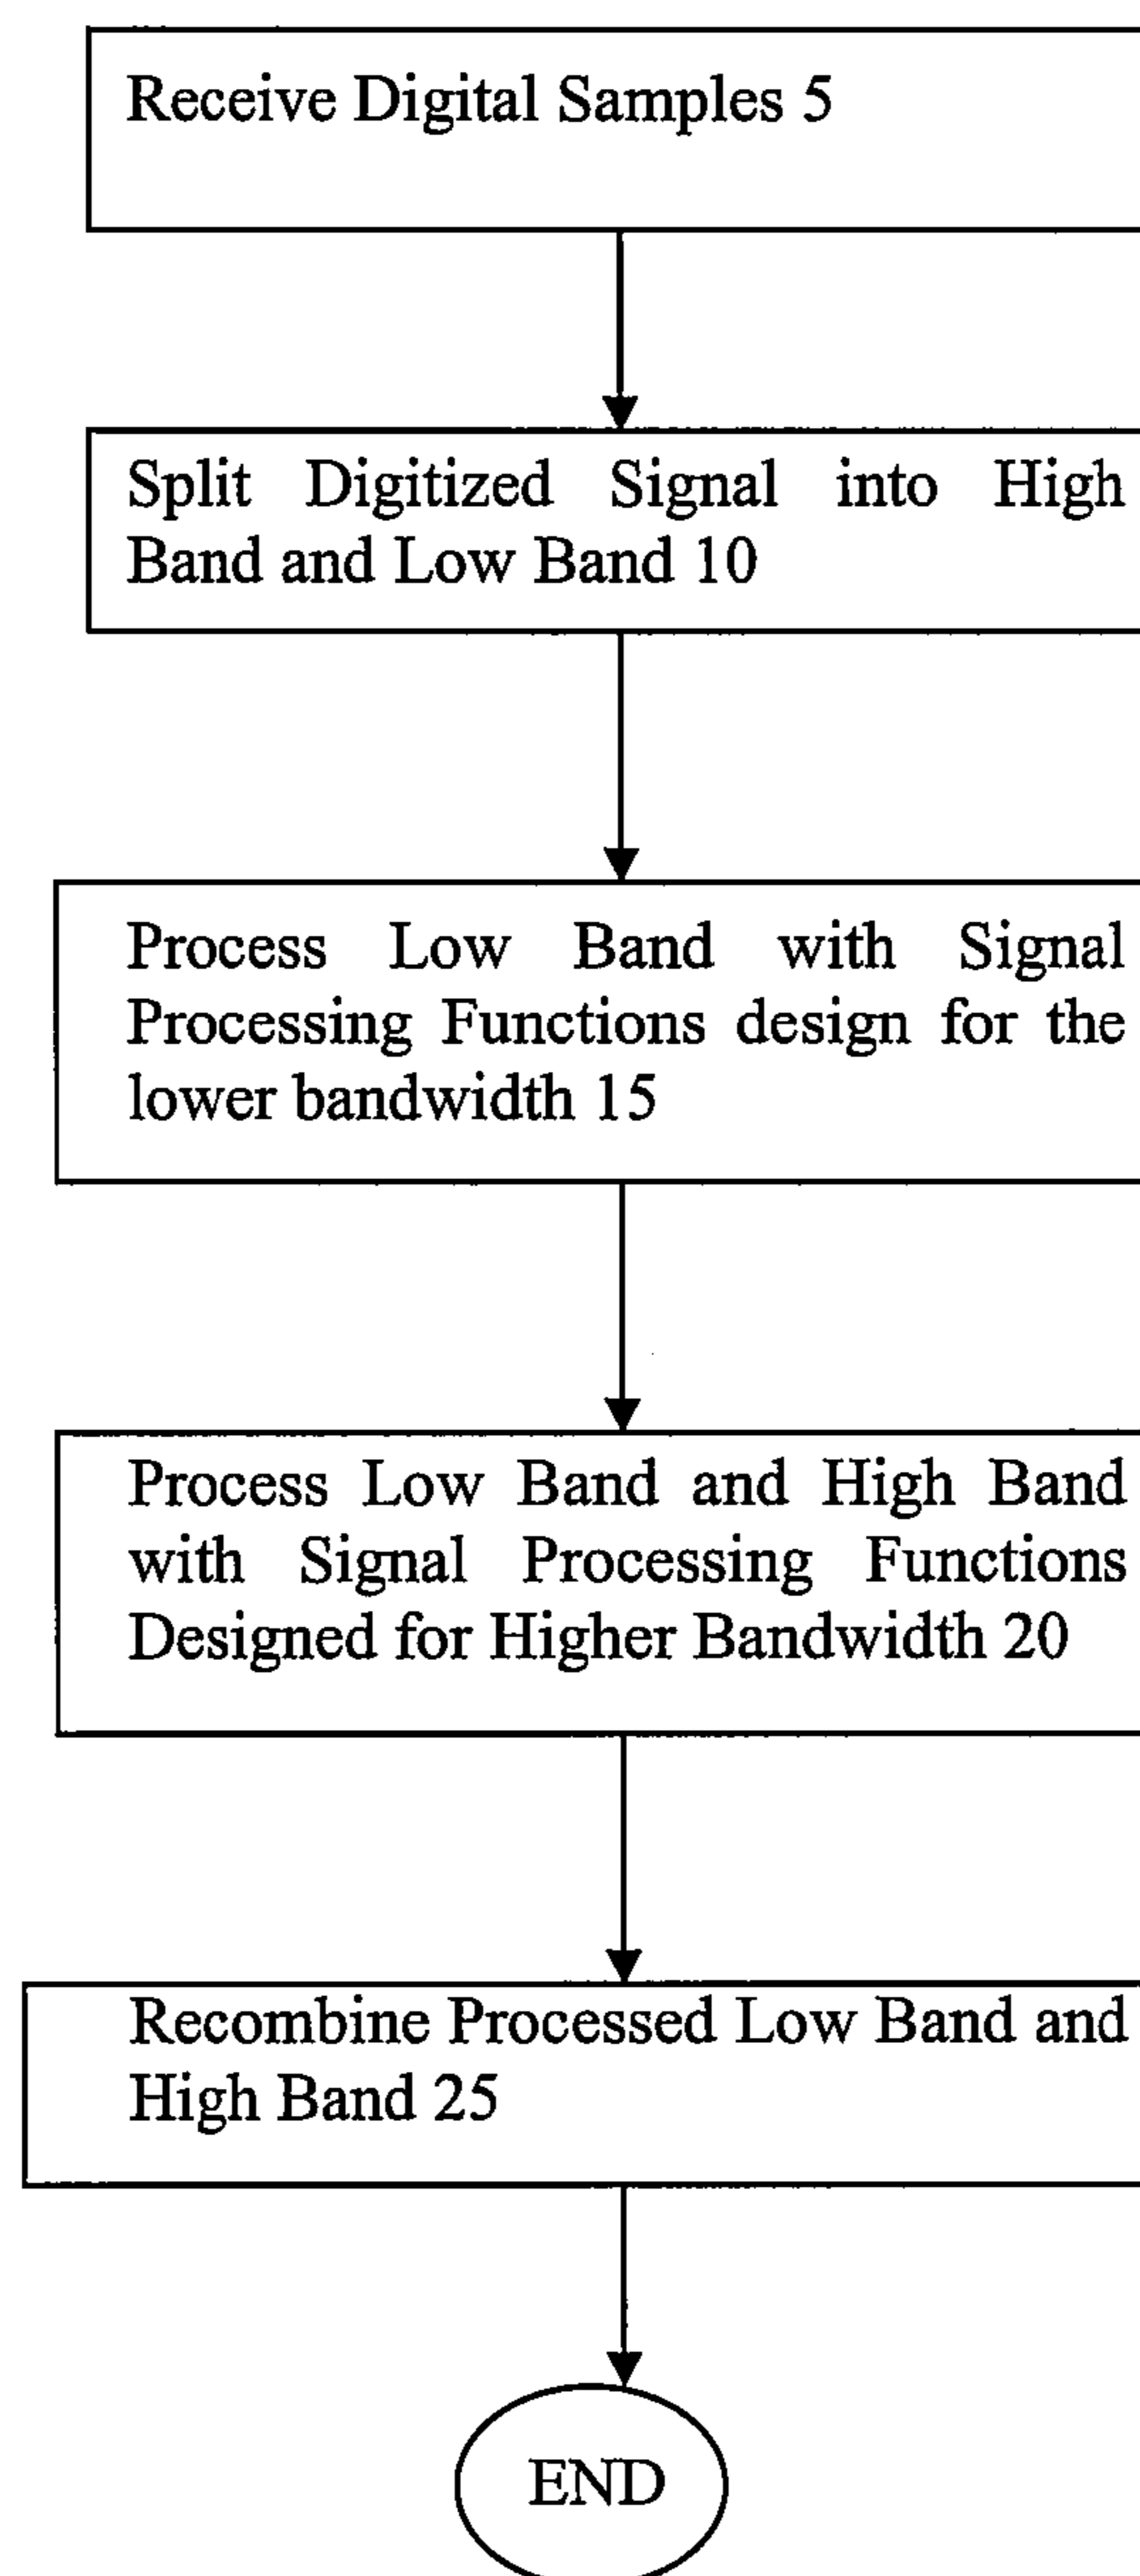 Receive Digital Samples 5
Split Digitized Signal into High
Band and Low Band 10
Process Low Band with Signal
Processing Functions design for the
lower bandwidth 15
Process Low Band and High Band
with Signal Processing Functions
Designed for Higher Bandwidth 20
Recombine Processed Low Band and
High Band 25
END